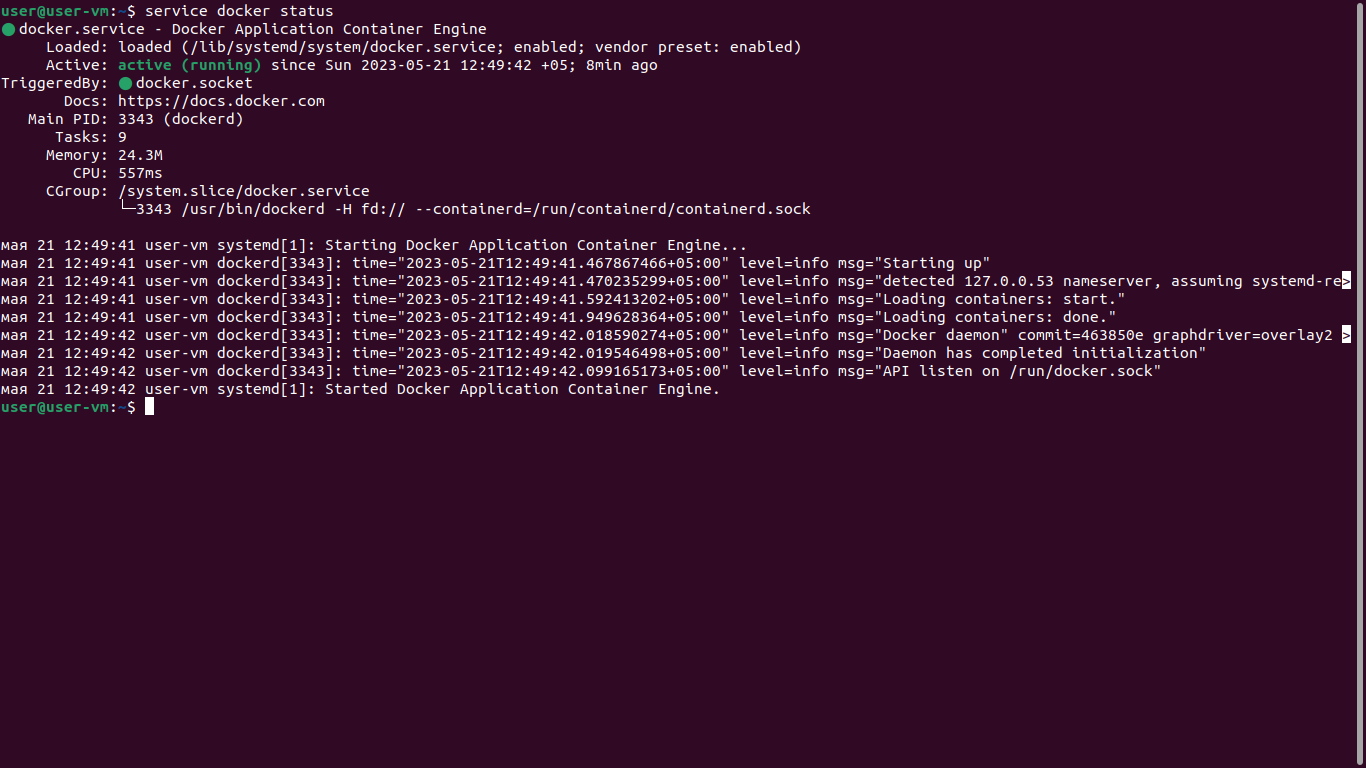 user@user-vm:~$ service docker status
● docker.service - Docker Application Container Engine
     Loaded: loaded (/lib/systemd/system/docker.service; enabled; vendor preset: enabled)
     Active: active (running) since Sun 2023-05-21 12:49:42 +05; 8min ago
TriggeredBy: ● docker.socket
       Docs: https://docs.docker.com
   Main PID: 3343 (dockerd)
      Tasks: 9
     Memory: 24.3M
        CPU: 557ms
     CGroup: /system.slice/docker.service
             └─3343 /usr/bin/dockerd -H fd:// --containerd=/run/containerd/containerd.sock

мая 21 12:49:41 user-vm systemd[1]: Starting Docker Application Container Engine...
мая 21 12:49:41 user-vm dockerd[3343]: time="2023-05-21T12:49:41.467867466+05:00" level=info msg="Starting up"
мая 21 12:49:41 user-vm dockerd[3343]: time="2023-05-21T12:49:41.470235299+05:00" level=info msg="detected 127.0.0.53 nameserver, assuming systemd-re>
мая 21 12:49:41 user-vm dockerd[3343]: time="2023-05-21T12:49:41.592413202+05:00" level=info msg="Loading containers: start."
мая 21 12:49:41 user-vm dockerd[3343]: time="2023-05-21T12:49:41.949628364+05:00" level=info msg="Loading containers: done."
мая 21 12:49:42 user-vm dockerd[3343]: time="2023-05-21T12:49:42.018590274+05:00" level=info msg="Docker daemon" commit=463850e graphdriver=overlay2 >
мая 21 12:49:42 user-vm dockerd[3343]: time="2023-05-21T12:49:42.019546498+05:00" level=info msg="Daemon has completed initialization"
мая 21 12:49:42 user-vm dockerd[3343]: time="2023-05-21T12:49:42.099165173+05:00" level=info msg="API listen on /run/docker.sock"
мая 21 12:49:42 user-vm systemd[1]: Started Docker Application Container Engine.
user@user-vm:~$